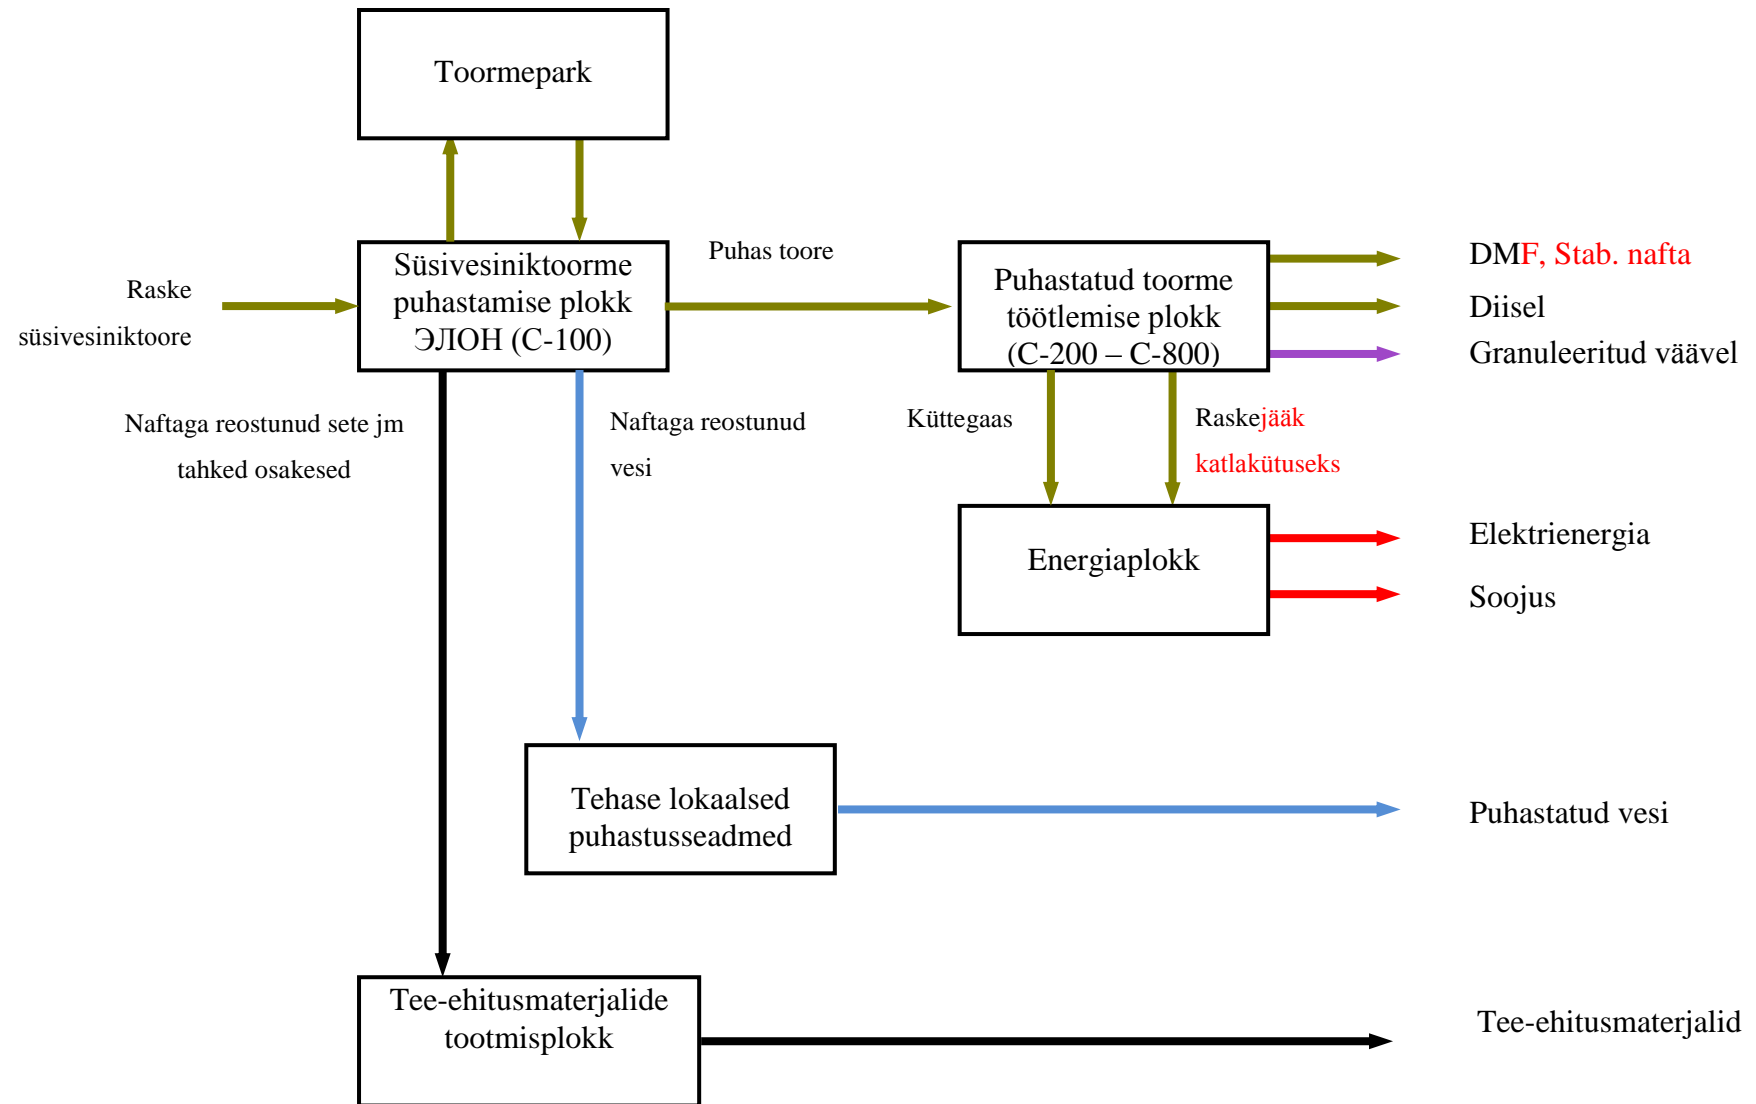 Toormepark
Süsivesiniktoorme
puhastamise plokk
ЭЛОН (C-100)
Puhas toore
Puhastatud toorme
töötlemise plokk
(C-200 – C-800)
DMF, Stab. nafta
Diisel
Granuleeritud väävel
Raske
süsivesiniktoore
Naftaga reostunud sete jm
tahked osakesed
Naftaga reostunud
vesi
Küttegaas
Raskejääk
katlakütuseks
Energiaplokk
Elektrienergia
Soojus
Tehase lokaalsed
puhastusseadmed
Puhastatud vesi
Tee-ehitusmaterjalide
tootmisplokk
Tee-ehitusmaterjalid